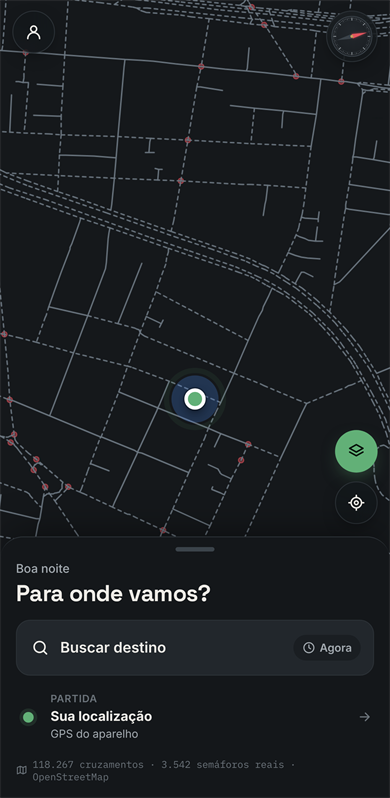 Boa noite
Para onde vamos?
Buscar destino
Agora
PARTIDA
Sua localização
GPS do aparelho
118.267 cruzamentos · 3.542 semáforos reais ·
OpenStreetMap